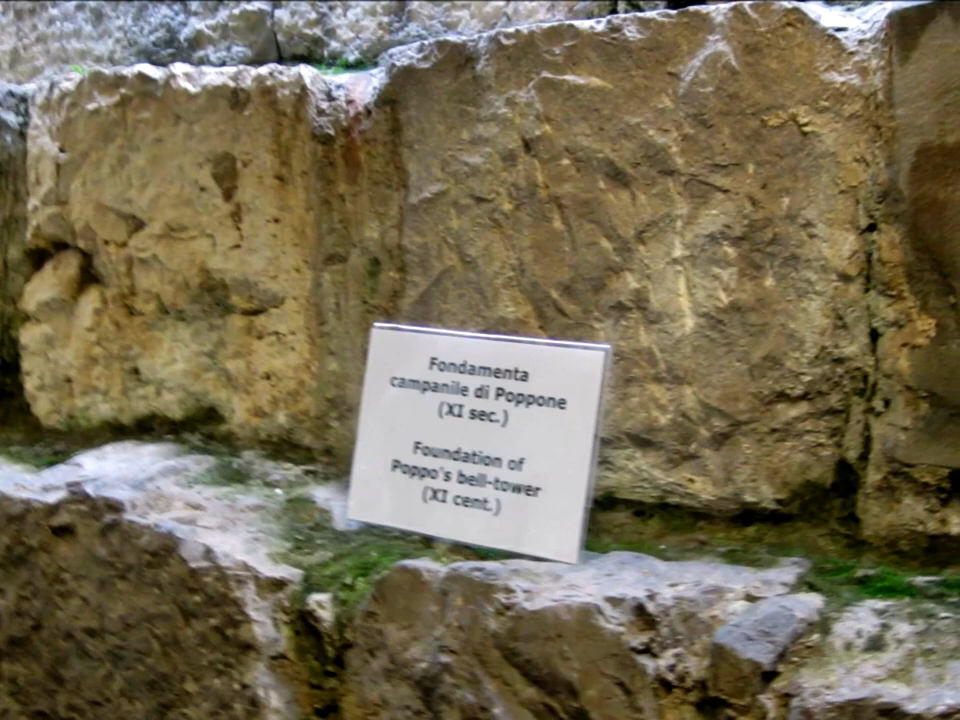 Fondamenta
campanile di Poppone
(XI sec.)
Foundation of
Poppo's bell-tower
(XI cent.)